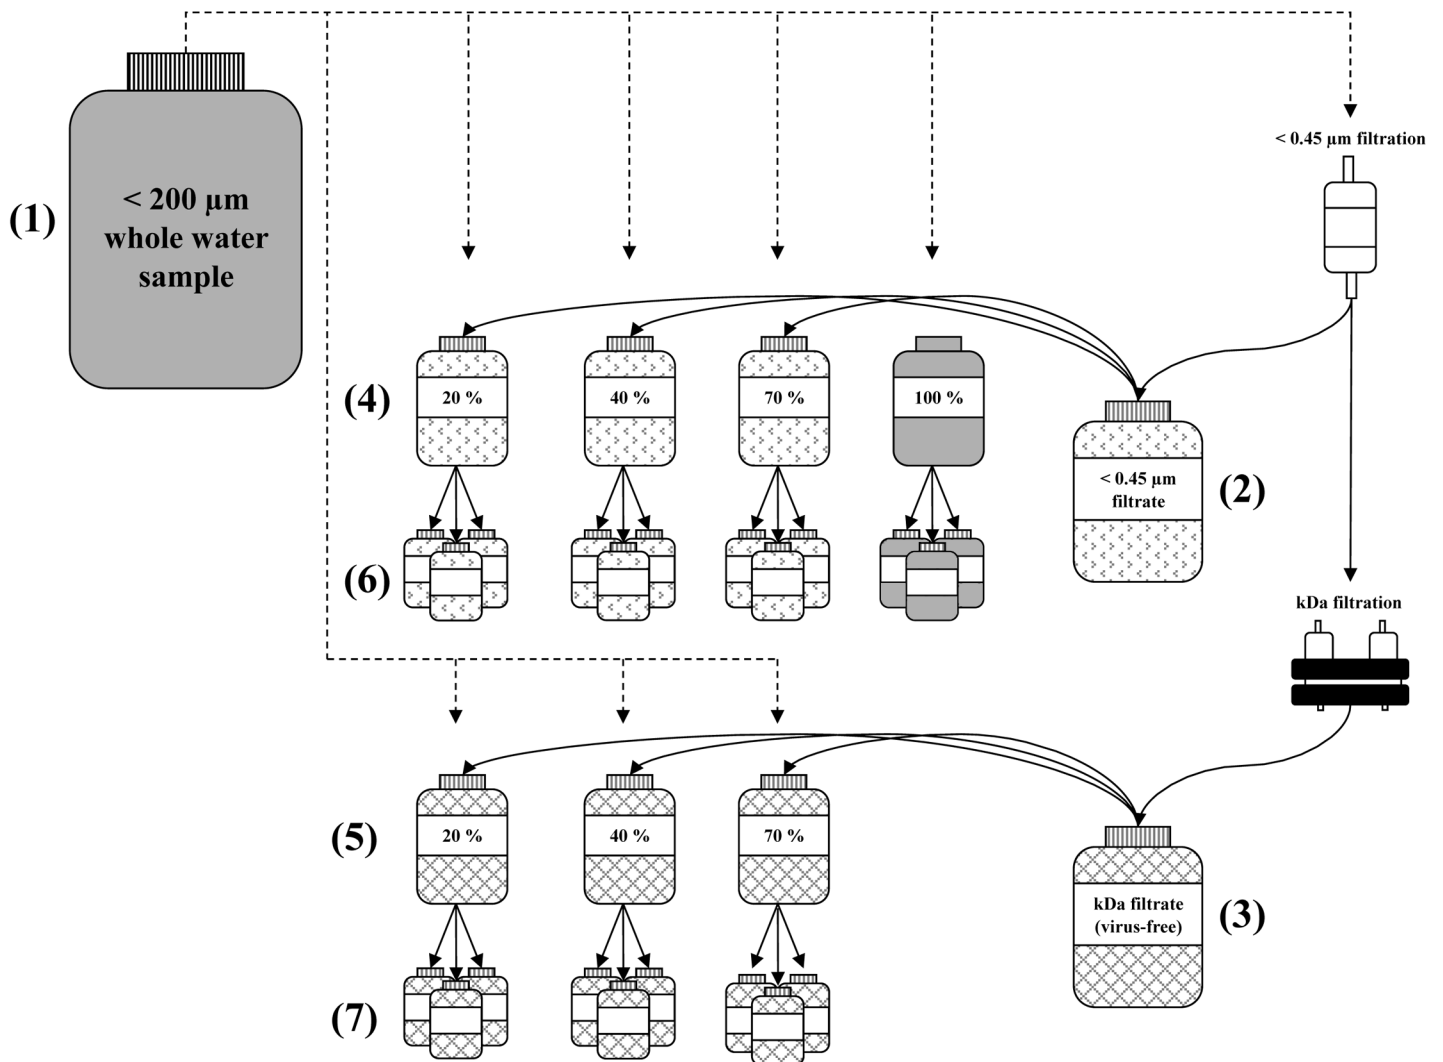 < 0.45 µm filtration
(1)
< 200 µm
whole water
sample
(4)
20 %
40 %
70 %
100 %
< 0.45 µm
filtrate
(2)
(6)
kDa filtration
(5)
20 %
40 %
70 %
kDa filtrate
(virus-free)
(3)
(7)